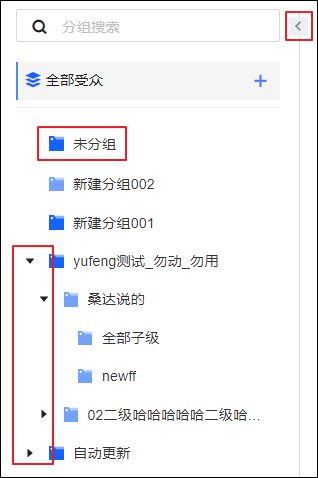 分组搜索
全部受众
未分组
新建分组002
新建分组001
yufeng测试_勿动_勿用
桑达说的
全部子级
newff
02二级哈哈哈哈哈二级哈...
自动更新